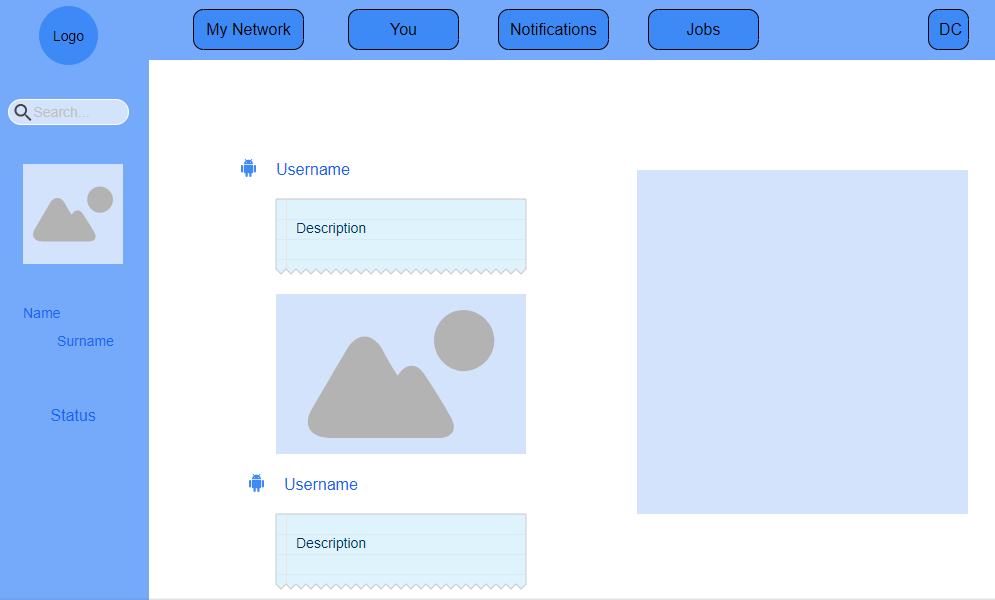 Logo
My Network
You
Notifications
Jobs
DC
Search...
Name
Surname
Status
Username
Description
Username
Description